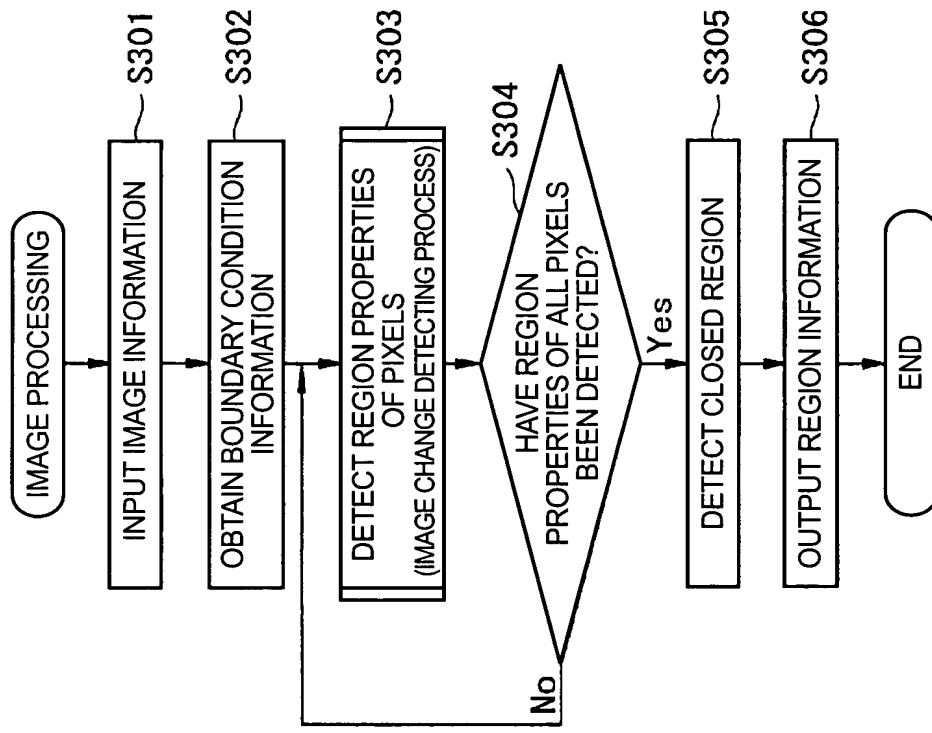 IMAGE PROCESSING
INPUT IMAGE INFORMATION
S301
OBTAIN BOUNDARY CONDITION
INFORMATION
S302
DETECT REGION PROPERTIES
OF PIXELS
(IMAGE CHANGE DETECTING PROCESS)
S303
HAVE REGION
PROPERTIES OF ALL PIXELS
BEEN DETECTED?
S304
No
Yes
DETECT CLOSED REGION
S305
OUTPUT REGION INFORMATION
S306
END